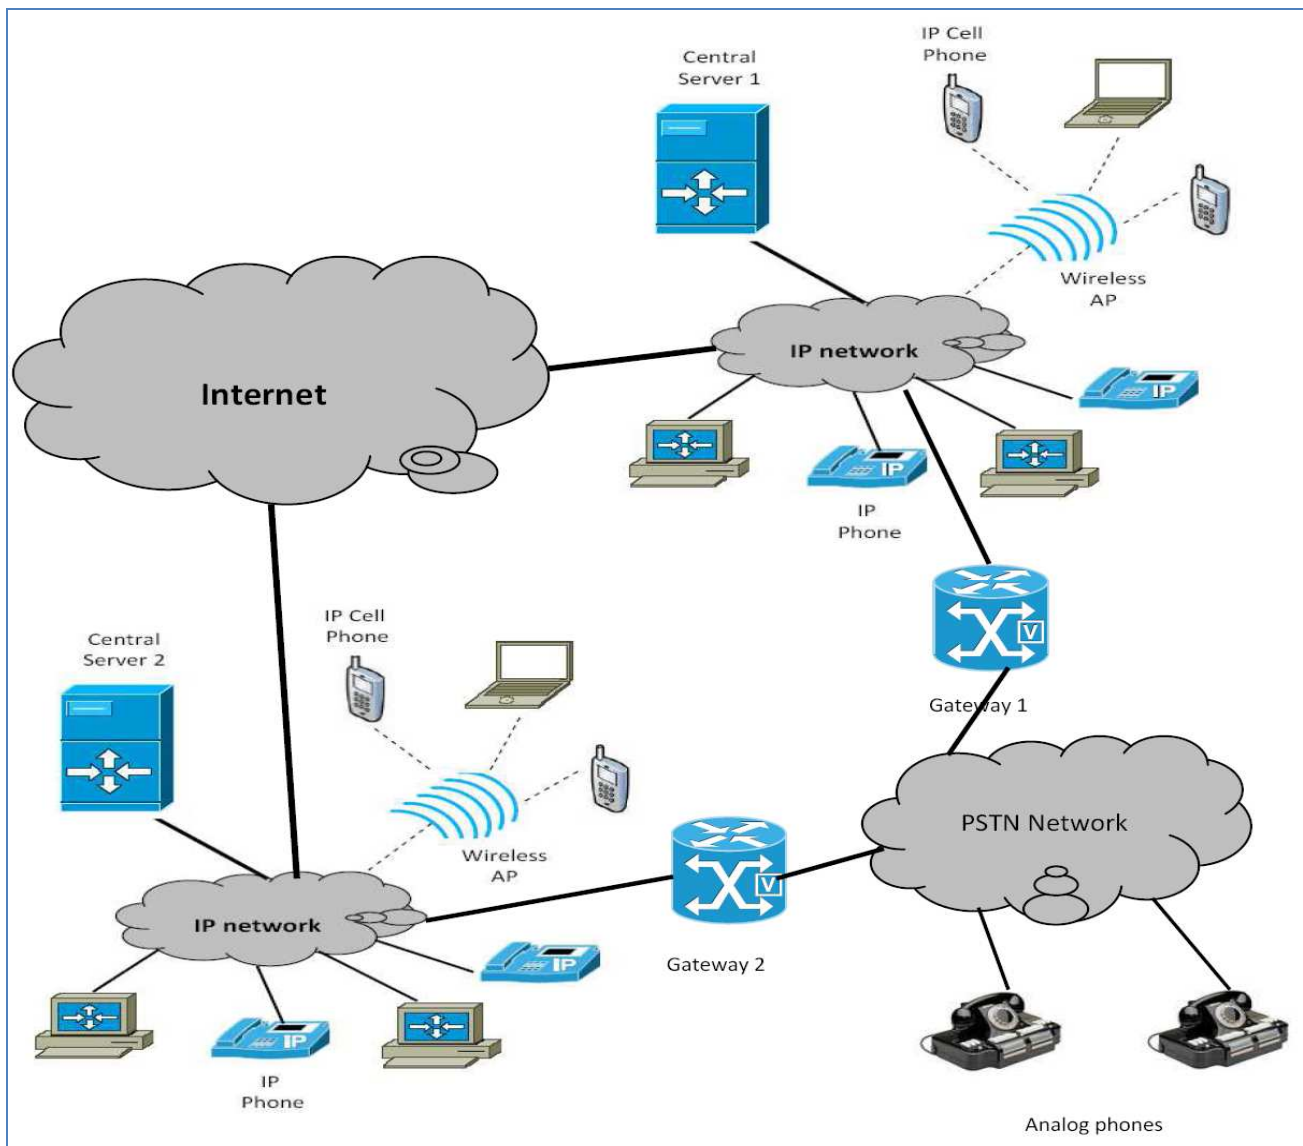 IP Cell
Phone
Central
Server 1
Wireless
AP
IP network
Internet
IP
IP
IP
Phone
V
Gateway 1
IP Cell
Phone
Central
Server 2
PSTN Network
Wireless
AP
V
IP network
Gateway 2
IP
IP
IP
Phone
Analog phones